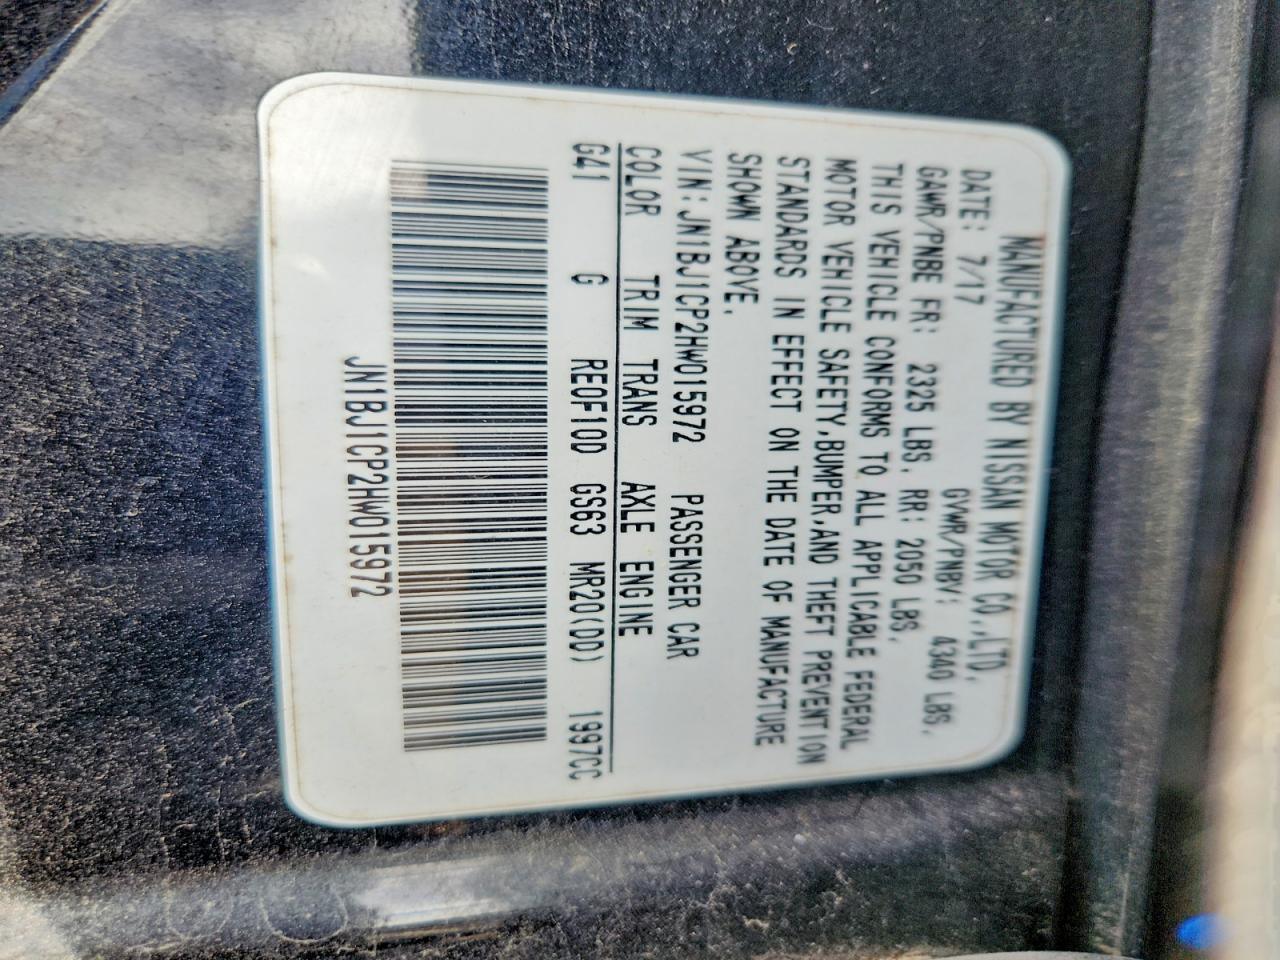 MANUFACTURED BY NISSAN MOTOR CO.,LTD.
DATE: 7/17 GVWR/PNBV: 4340 LBS.
GAWR/PNBE FR: 2325 LBS. RR: 2050 LBS.
THIS VEHICLE CONFORMS TO ALL APPLICABLE FEDERAL
MOTOR VEHICLE SAFETY,BUMPER,AND THEFT PREVENTION
STANDARDS IN EFFECT ON THE DATE OF MANUFACTURE
SHOWN ABOVE.
VIN:JN1BJ1CP2HW015972 PASSENGER CAR
COLOR TRIM TRANS AXLE ENGINE
G41 G REOF10D GS63 MR20(DD) 1997CC
JN1BJ1CP2HW015972